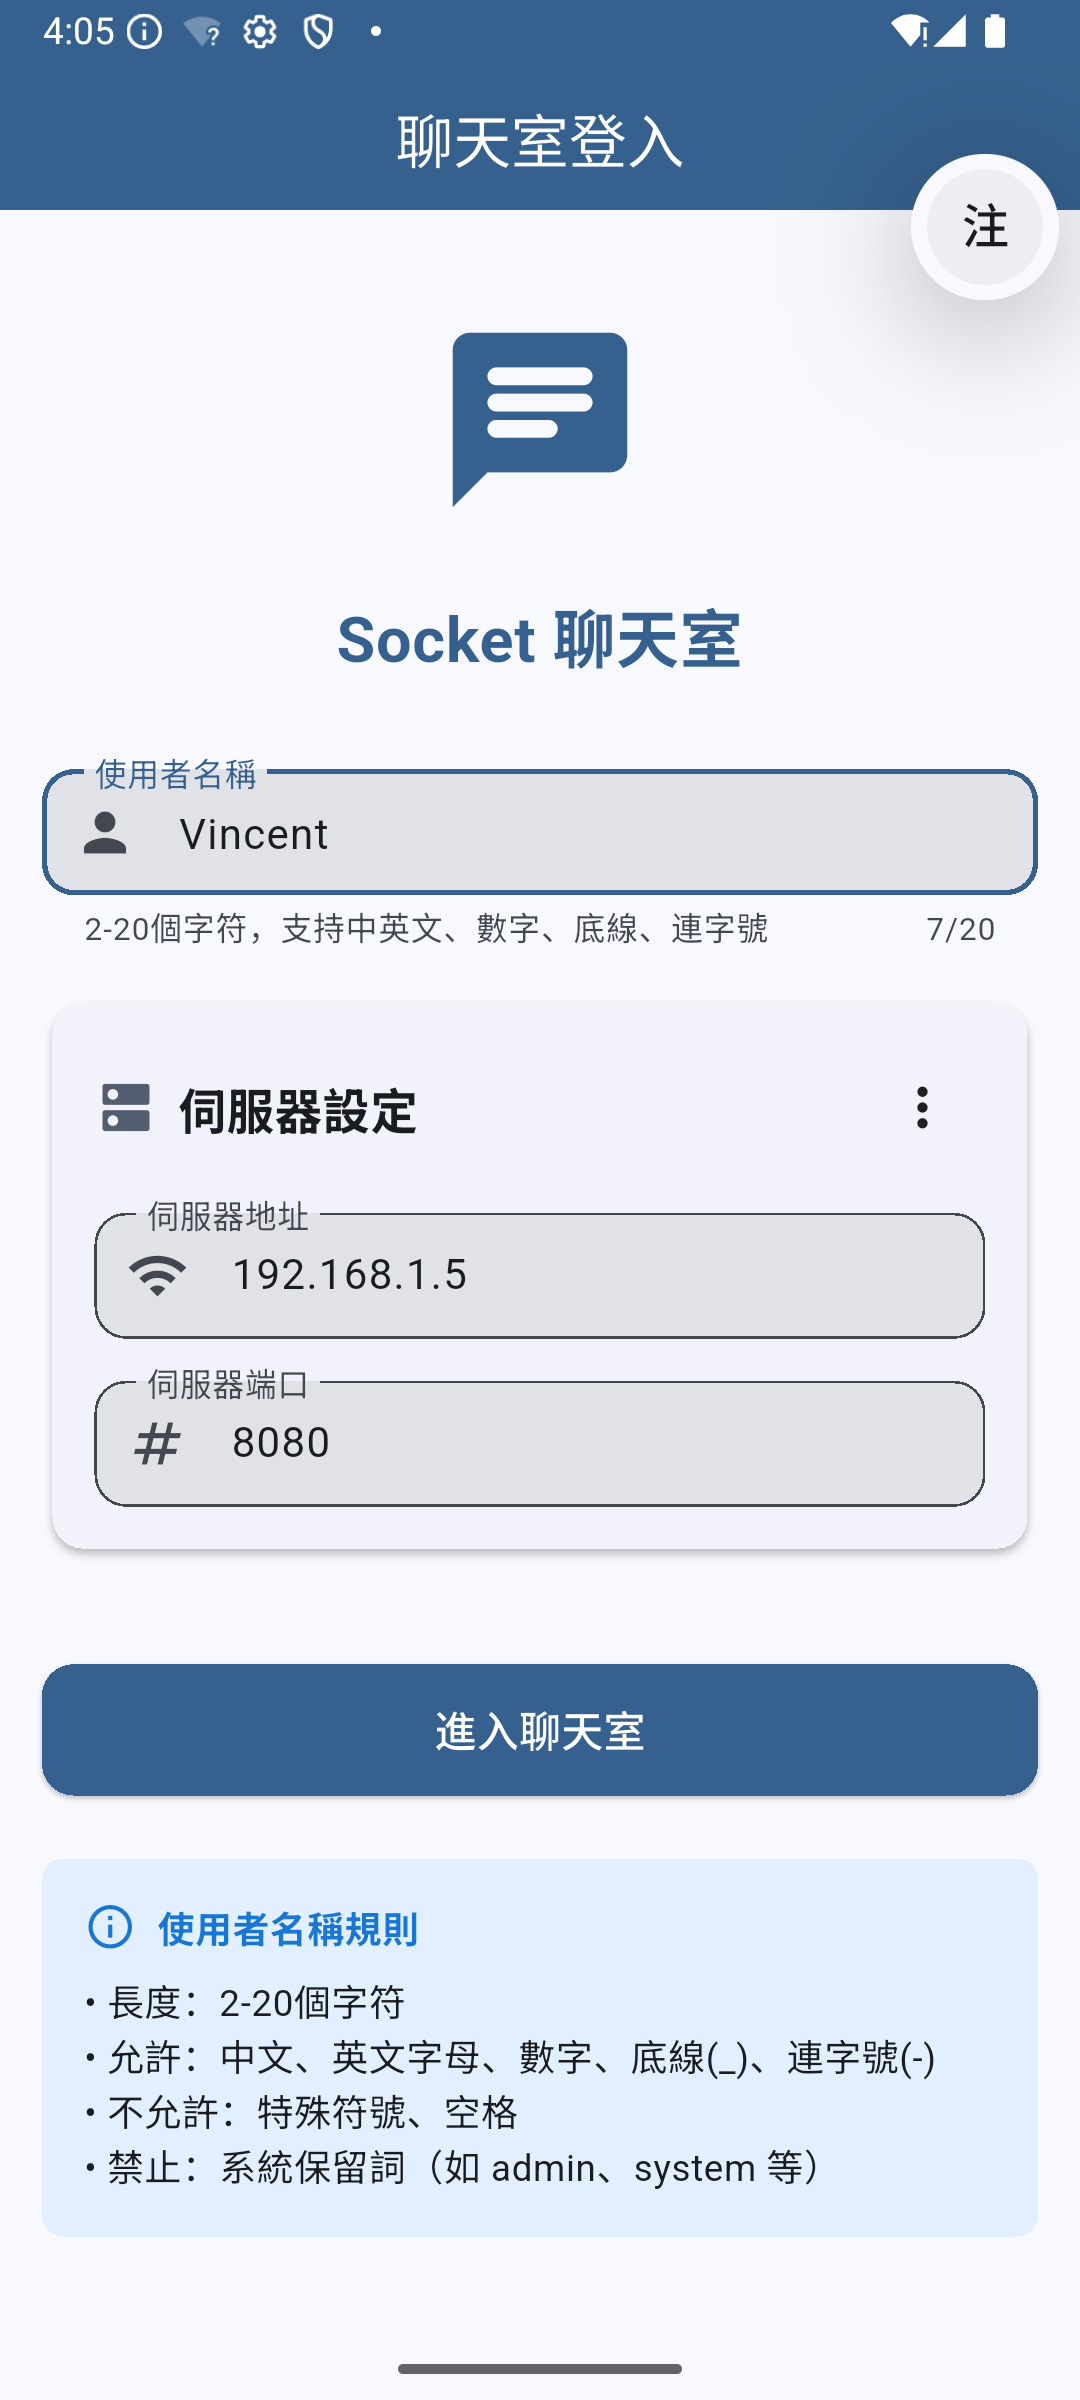 4:05
聊天室登入
注
Socket 聊天室
使用者名稱
Vincent
2-20個字符，支持中英文、數字、底線、連字號 7/20
伺服器設定
伺服器地址
192.168.1.5
伺服器端口
8080
進入聊天室
使用者名稱規則
• 長度：2-20個字符
• 允許：中文、英文字母、數字、底線(_)、連字號(-)
• 不允許：特殊符號、空格
• 禁止：系統保留詞（如 admin、system 等）